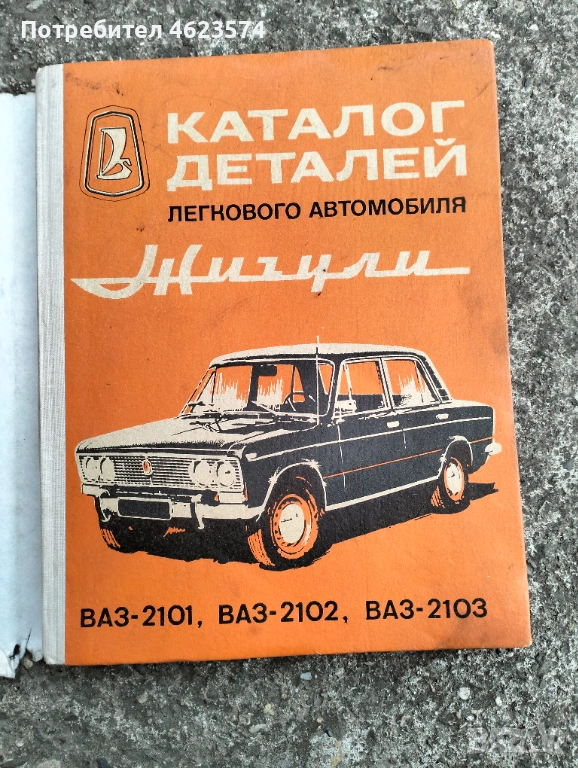 Потребител 4623574
КАТАЛОГ
ДЕТАЛЕЙ
ЛЕГКОВОГО АВТОМОБИЛЯ
Жигули
ВАЗ-2101, ВАЗ-2102, ВАЗ-2103